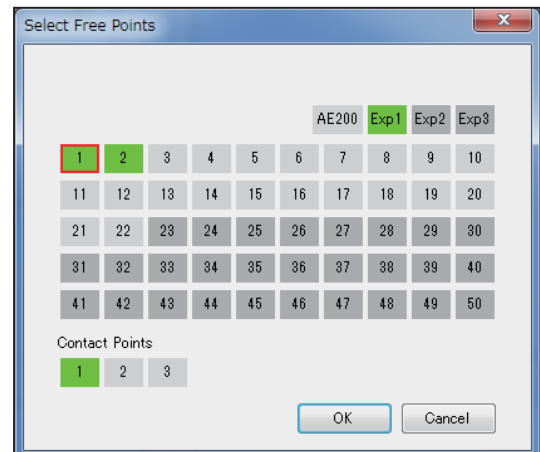 Select Free Points
AE200 Exp1 Exp2 Exp3
1 2 3 4 5 6 7 8 9 10
11 12 13 14 15 16 17 18 19 20
21 22 23 24 25 26 27 28 29 30
31 32 33 34 35 36 37 38 39 40
41 42 43 44 45 46 47 48 49 50
Contact Points
1 2 3
OK Cancel